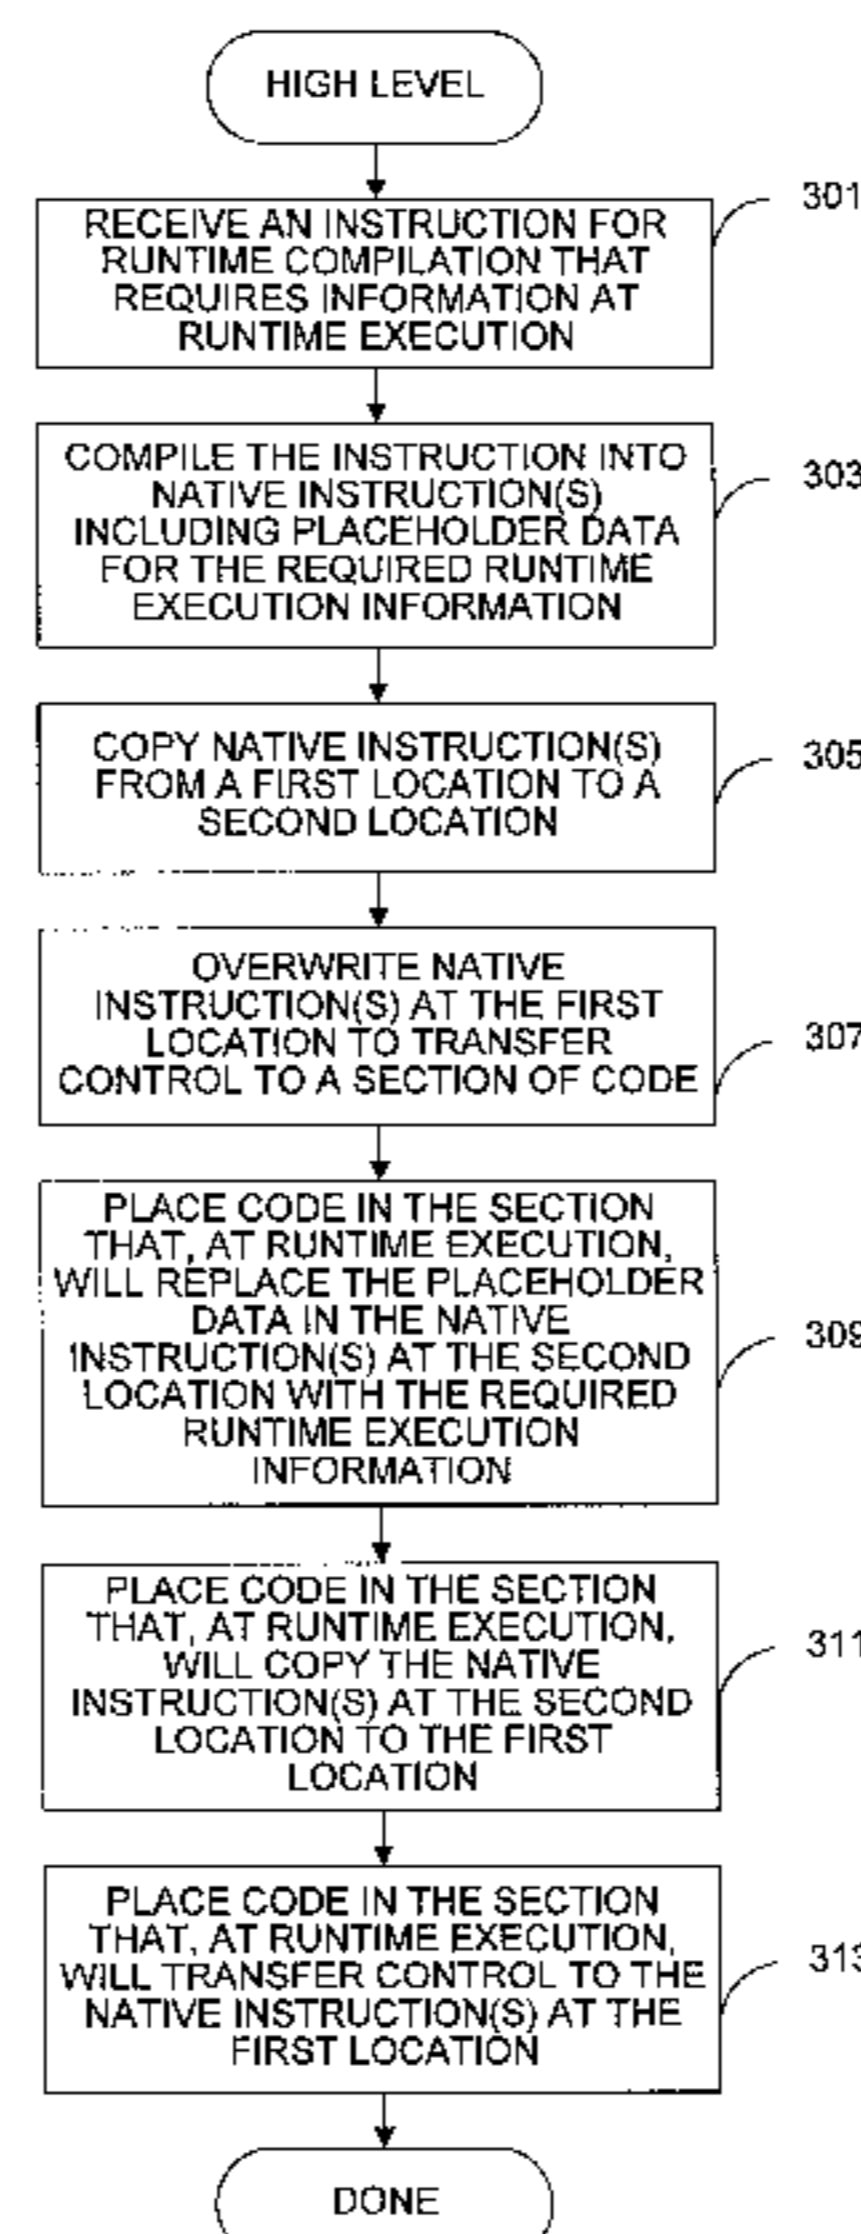 HIGH LEVEL
301
RECEIVE AN INSTRUCTION FOR
RUNTIME COMPILATION THAT
REQUIRES INFORMATION AT
RUNTIME EXECUTION
303
COMPILE THE INSTRUCTION INTO
NATIVE INSTRUCTION(S)
INCLUDING PLACEHOLDER DATA
FOR THE REQUIRED RUNTIME
EXECUTION INFORMATION
305
COPY NATIVE INSTRUCTION(S)
FROM A FIRST LOCATION TO A
SECOND LOCATION
307
OVERWRITE NATIVE
INSTRUCTION(S) AT THE FIRST
LOCATION TO TRANSFER
CONTROL TO A SECTION OF CODE
309
PLACE CODE IN THE SECTION
THAT, AT RUNTIME EXECUTION,
WILL REPLACE THE PLACEHOLDER
DATA IN THE NATIVE
INSTRUCTION(S) AT THE SECOND
LOCATION WITH THE REQUIRED
RUNTIME EXECUTION
INFORMATION
311
PLACE CODE IN THE SECTION
THAT, AT RUNTIME EXECUTION,
WILL COPY THE NATIVE
INSTRUCTION(S) AT THE SECOND
LOCATION TO THE FIRST
LOCATION
313
PLACE CODE IN THE SECTION
THAT, AT RUNTIME EXECUTION,
WILL TRANSFER CONTROL TO THE
NATIVE INSTRUCTION(S) AT THE
FIRST LOCATION
DONE